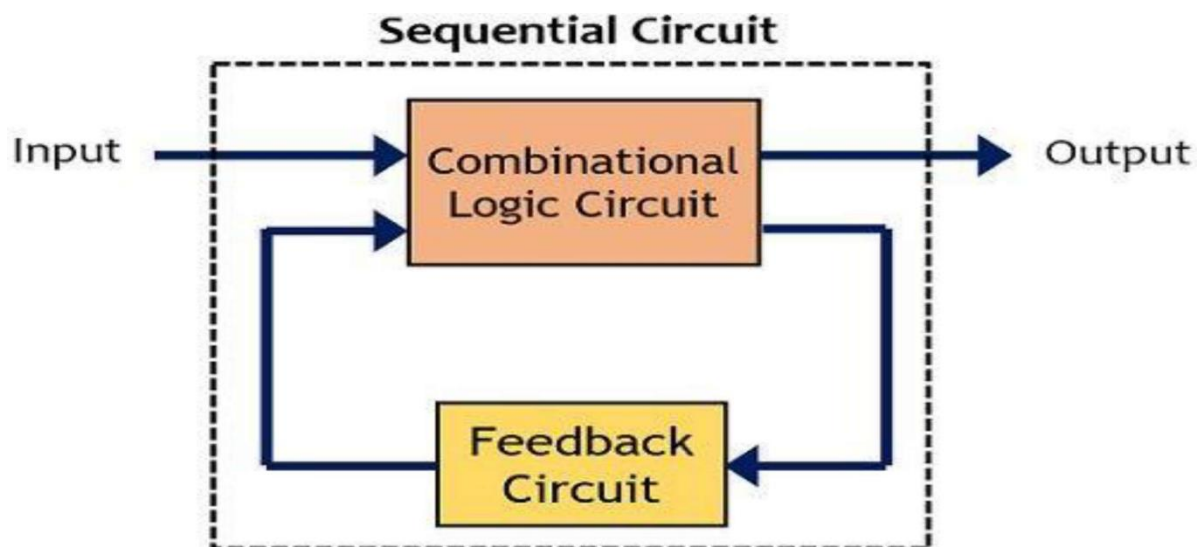 Sequential Circuit
Input
Combinational
Logic Circuit
Output
Feedback
Circuit